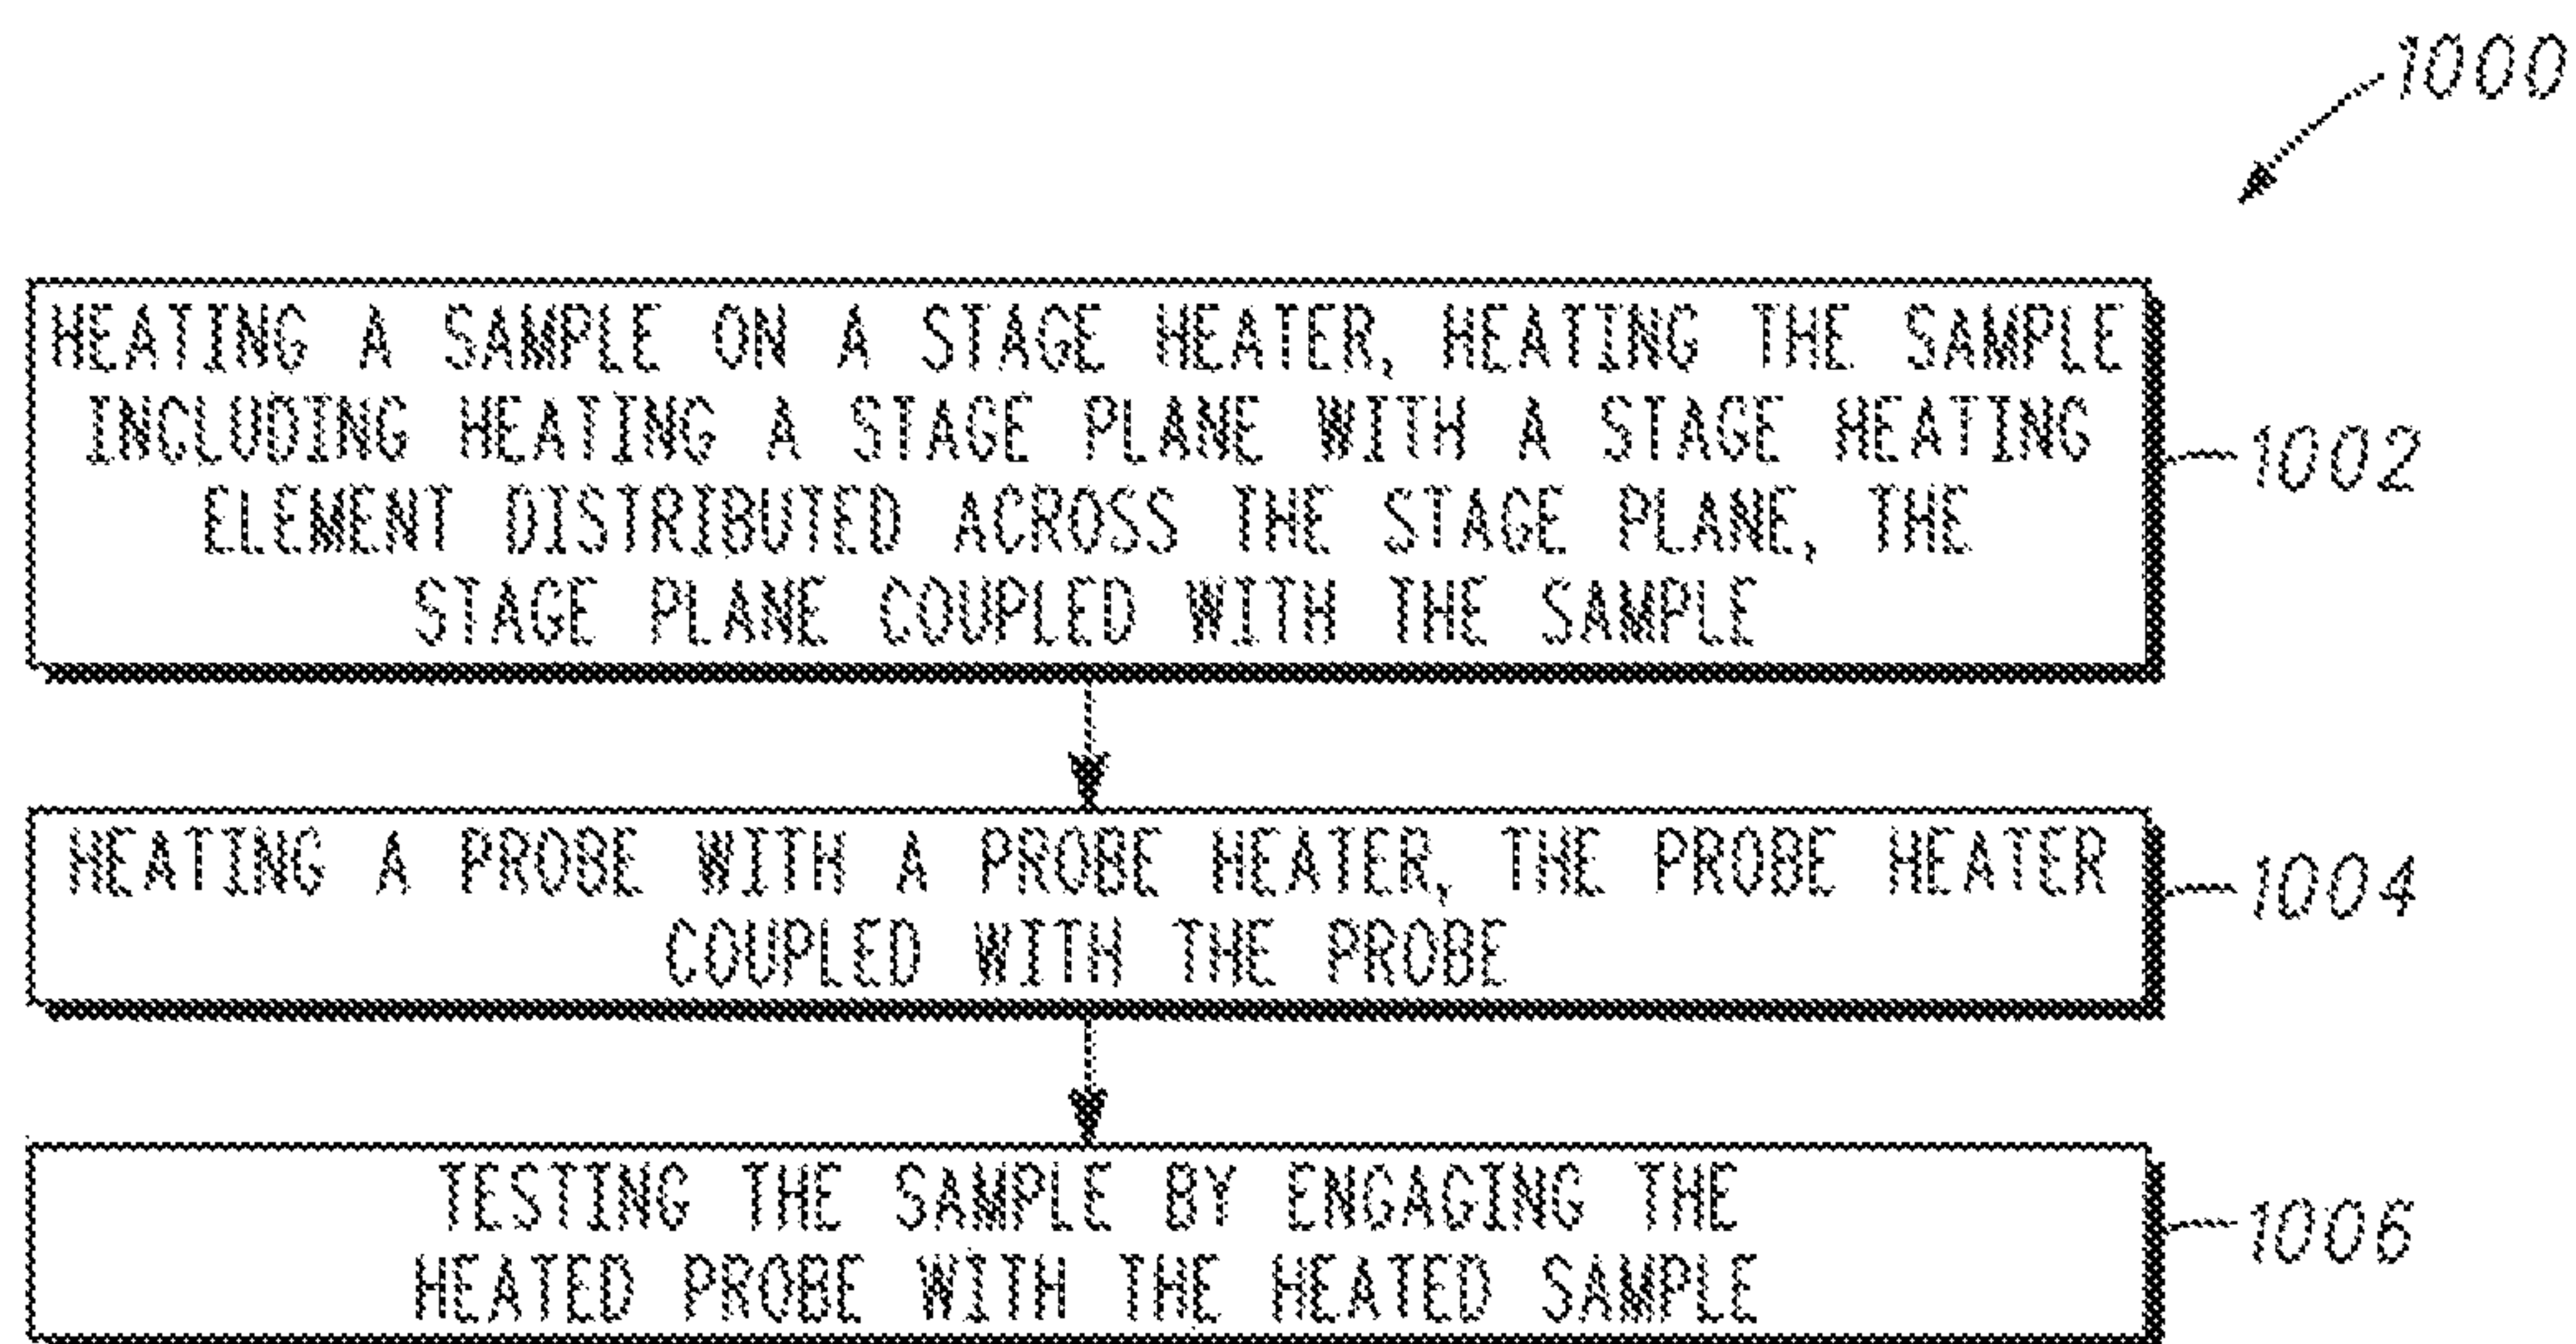 1000
HEATING A SAMPLE ON A STAGE HEATER, HEATING THE SAMPLE
INCLUDING HEATING A STAGE PLANE WITH A STAGE HEATING
ELEMENT DISTRIBUTED ACROSS THE STAGE PLANE, THE
STAGE PLANE COUPLED WITH THE SAMPLE
1002
HEATING A PROBE WITH A PROBE HEATER, THE PROBE HEATER
COUPLED WITH THE PROBE
1004
TESTING THE SAMPLE BY ENGAGING THE
HEATED PROBE WITH THE HEATED SAMPLE
1006